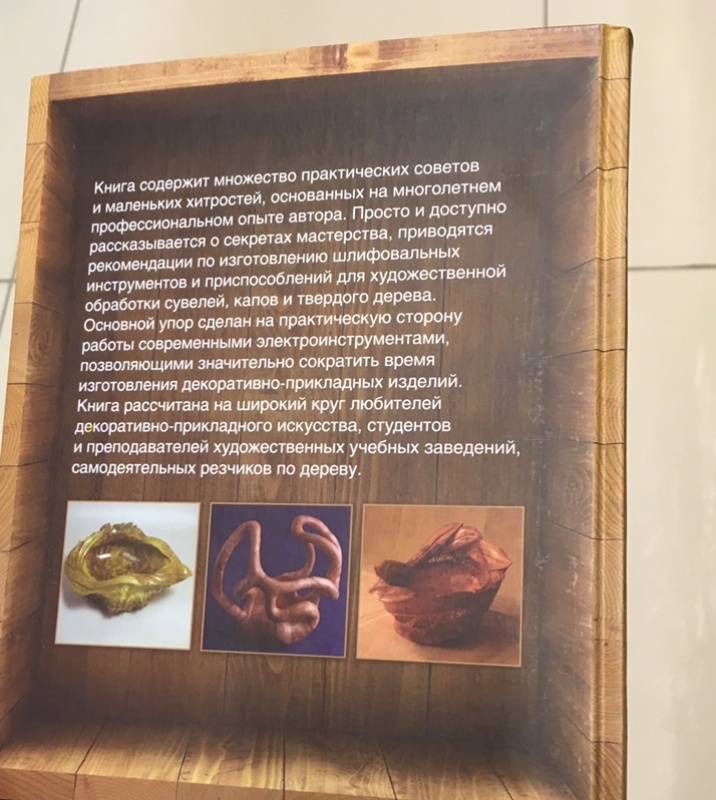 Книга содержит множество практических советов
и маленьких хитростей, основанных на многолетнем
профессиональном опыте автора. Просто и доступно
рассказывается о секретах мастерства, приводятся
рекомендации по изготовлению шлифовальных
инструментов и приспособлений для художественной
обработки сувелей, капов и твердого дерева.
Основной упор сделан на практическую сторону
работы современными электроинструментами,
позволяющими значительно сократить время
изготовления декоративно-прикладных изделий.
Книга рассчитана на широкий круг любителей
декоративно-прикладного искусства, студентов
и преподавателей художественных учебных заведений,
самодеятельных резчиков по дереву.